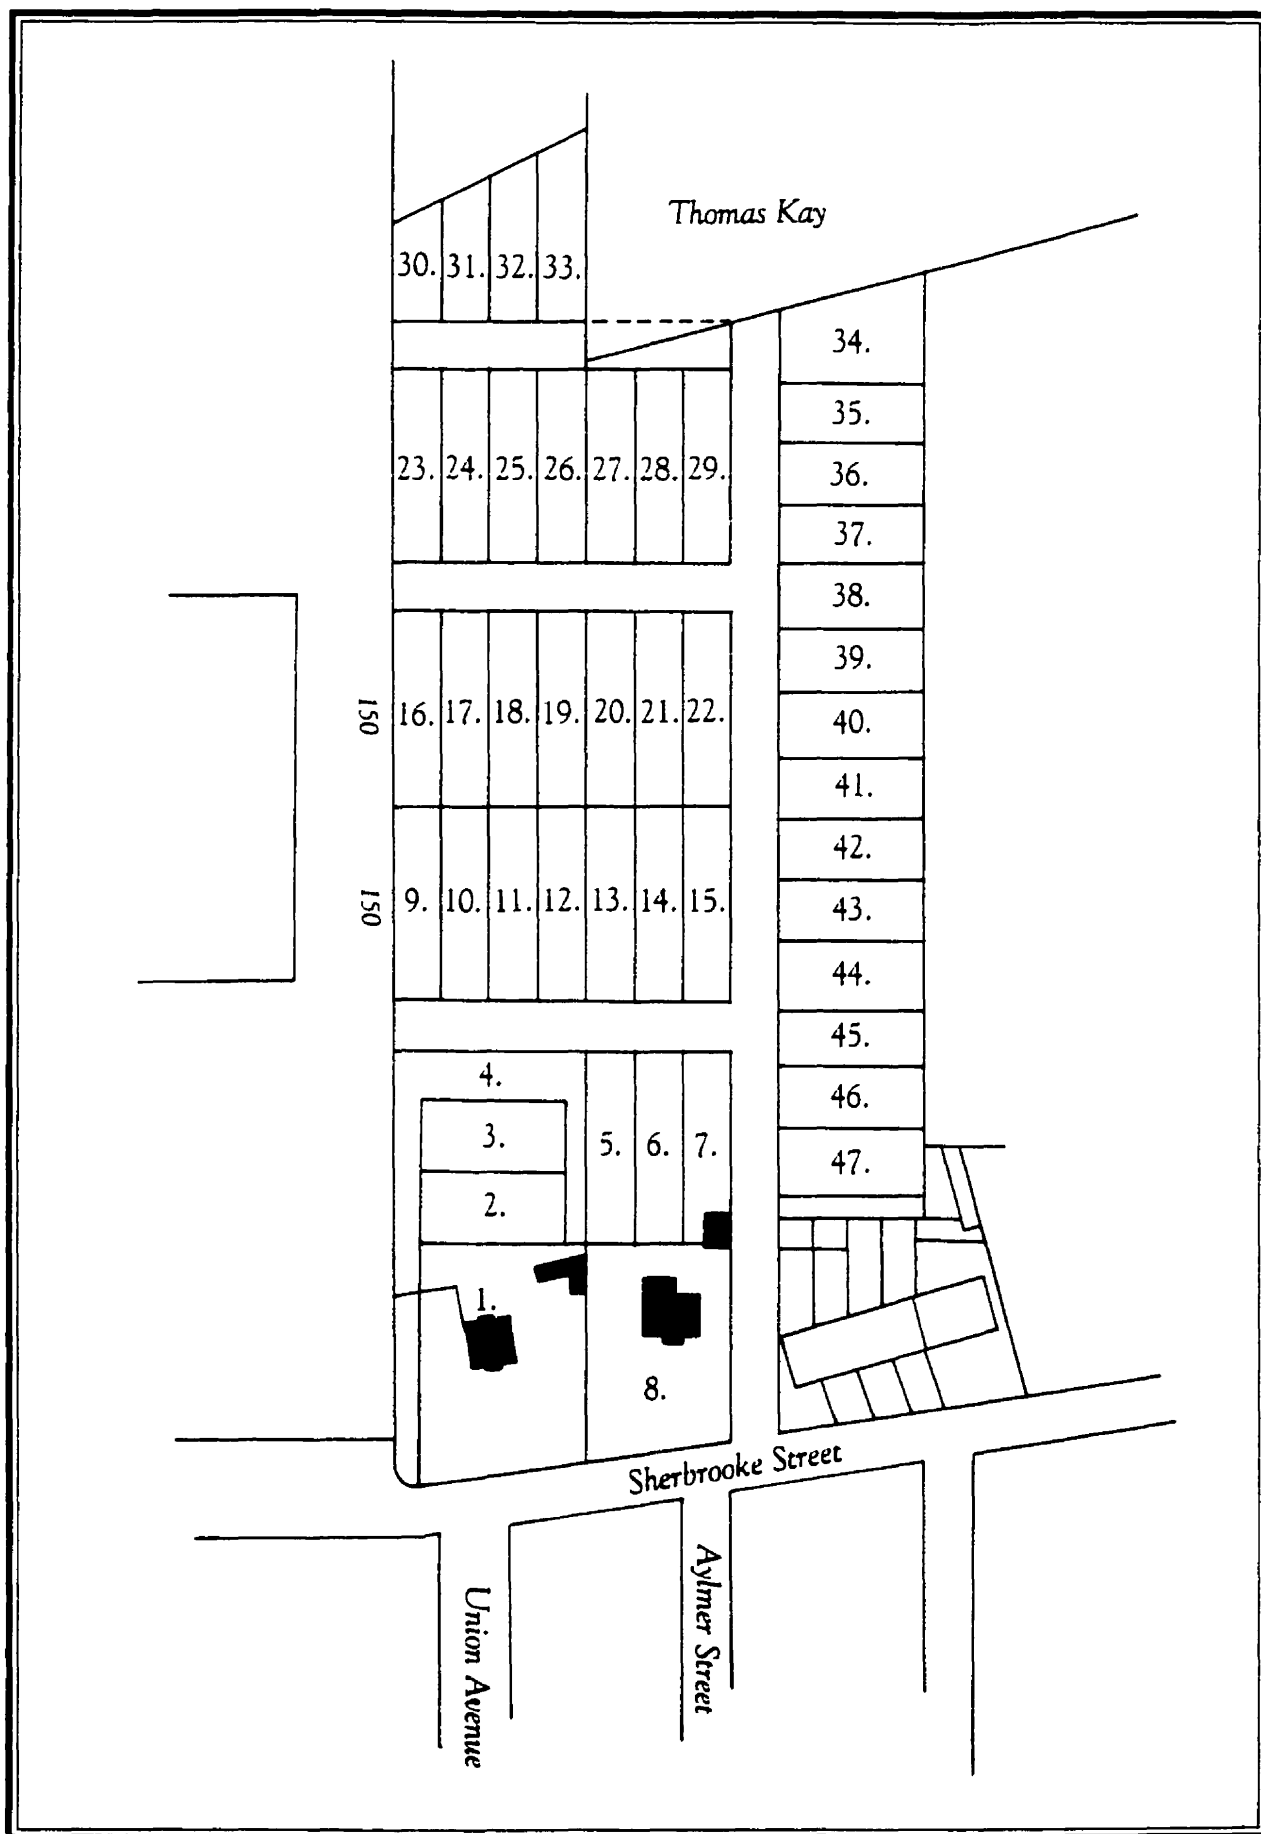 Thomas Kay
30. 31. 32. 33.
34.
35.
23. 24. 25. 26. 27. 28. 29.
36.
37.
38.
39.
150 16. 17. 18. 19. 20. 21. 22.
40.
41.
42.
150 9. 10. 11. 12. 13. 14. 15.
43.
44.
45.
4.
46.
3.
5. 6. 7.
47.
2.
1.
8.
Sherbrooke Street
Aylmer Street
Union Avenue